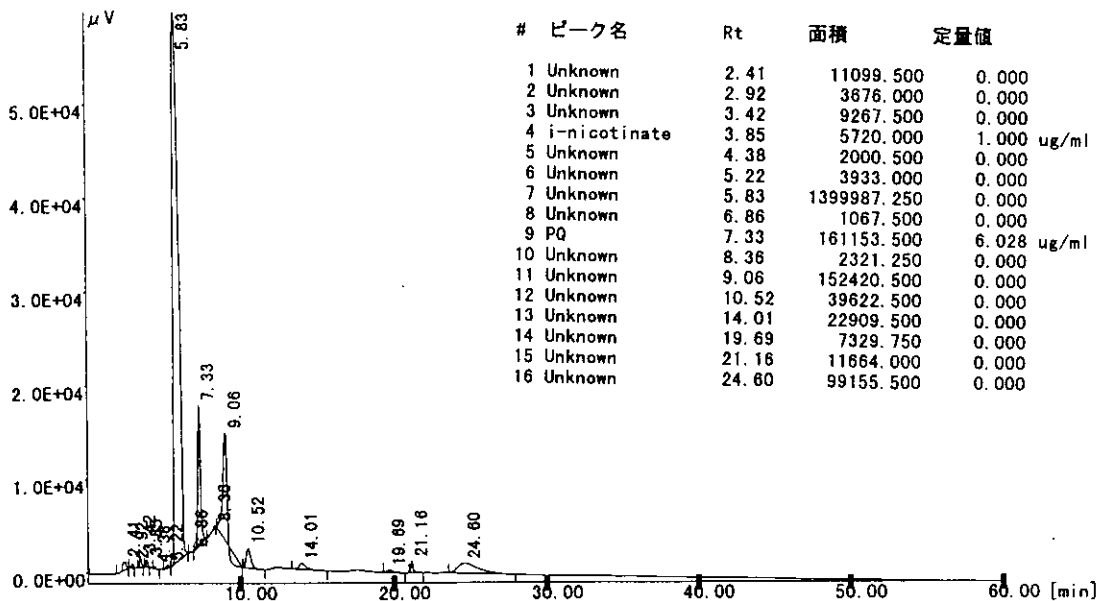 μV
# ピーク名 Rt 面積 定量値
1 Unknown 2.41 11099.500 0.000
2 Unknown 2.92 3676.000 0.000
3 Unknown 3.42 9267.500 0.000
4 i-nicotinate 3.85 5720.000 1.000 ug/ml
5 Unknown 4.38 2000.500 0.000
6 Unknown 5.22 3933.000 0.000
7 Unknown 5.83 1399987.250 0.000
8 Unknown 6.86 1067.500 0.000
9 PQ 7.33 161153.500 6.028 ug/ml
10 Unknown 8.36 2321.250 0.000
11 Unknown 9.06 152420.500 0.000
12 Unknown 10.52 39622.500 0.000
13 Unknown 14.01 22909.500 0.000
14 Unknown 19.69 7329.750 0.000
15 Unknown 21.16 11664.000 0.000
16 Unknown 24.60 99155.500 0.000
5.0E+04
4.0E+04
3.0E+04
2.0E+04
1.0E+04
0.0E+00
5.83
7.33
8.36
9.06
10.52
14.01
19.69
21.16
24.60
10.00 20.00 30.00 40.00 50.00 60.00 [min]